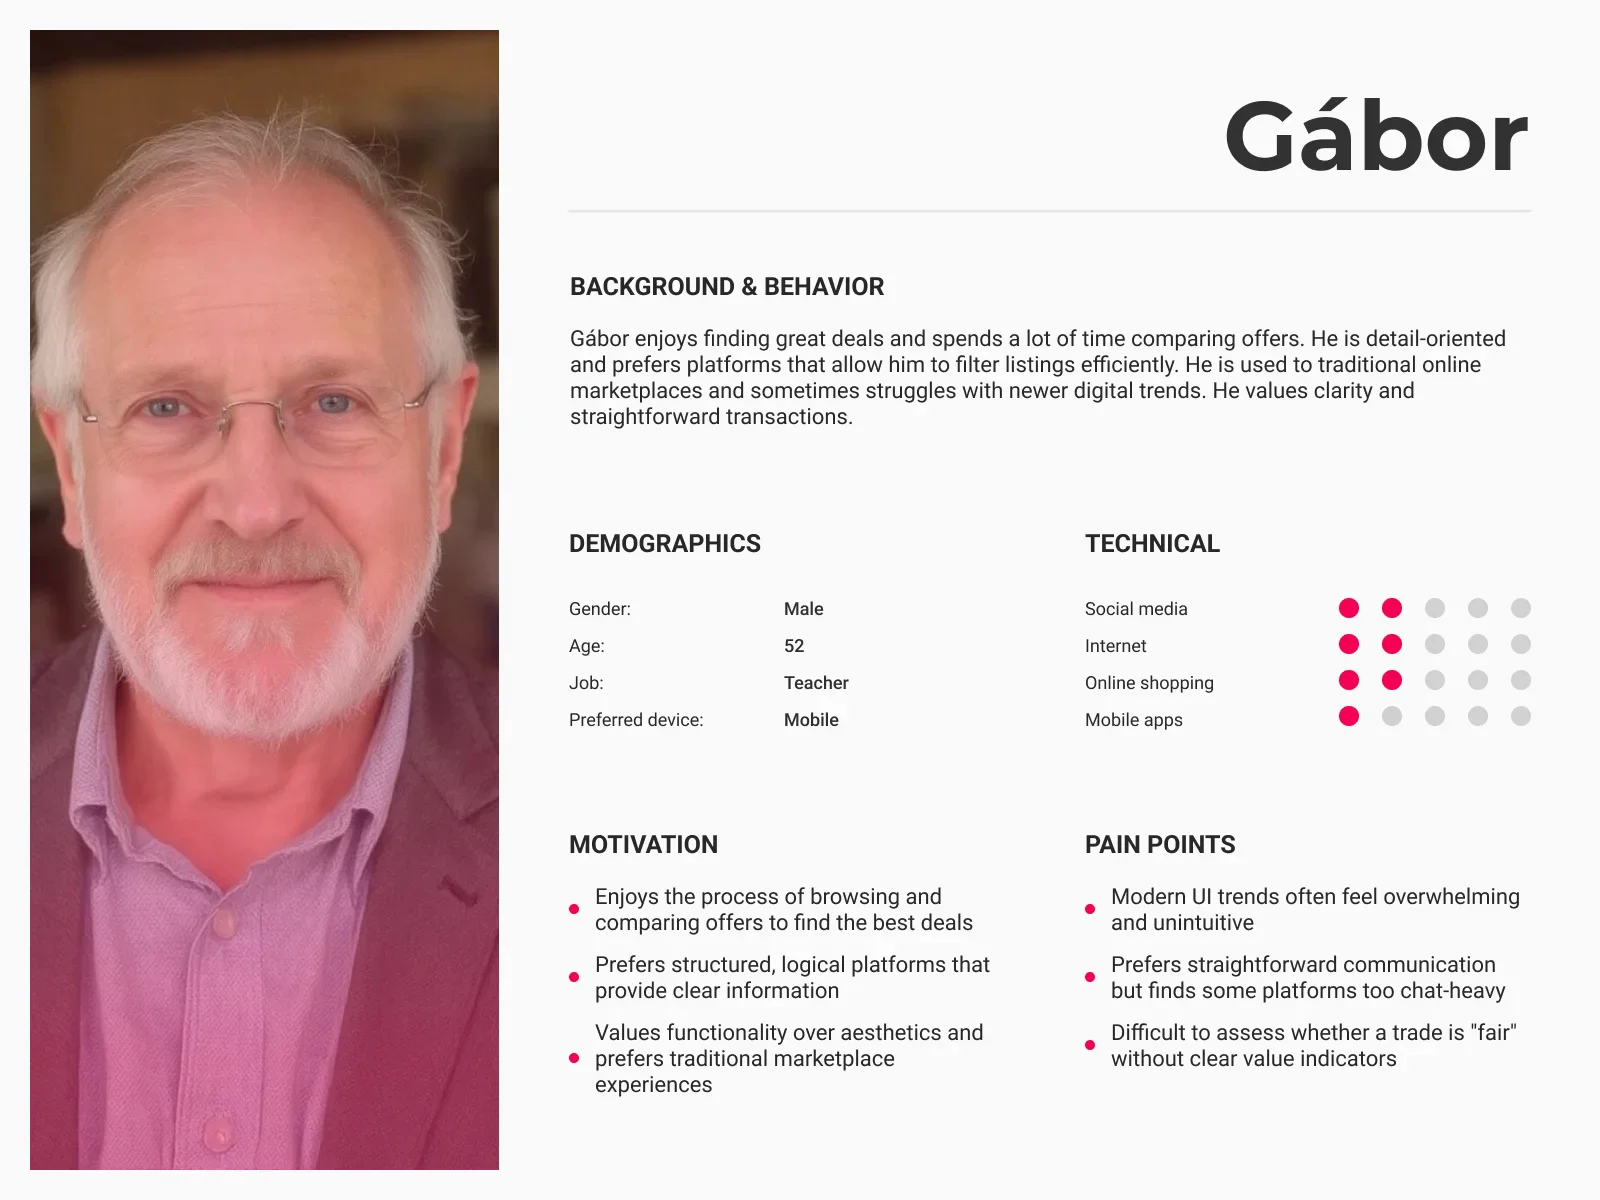 Gábor
BACKGROUND & BEHAVIOR
Gábor enjoys finding great deals and spends a lot of time comparing offers. He is detail-oriented
and prefers platforms that allow him to filter listings efficiently. He is used to traditional online
marketplaces and sometimes struggles with newer digital trends. He values clarity and
straightforward transactions.
DEMOGRAPHICS
Gender: Male
Age: 52
Job: Teacher
Preferred device: Mobile
TECHNICAL
Social media
Internet
Online shopping
Mobile apps
MOTIVATION
Enjoys the process of browsing and
comparing offers to find the best deals
Prefers structured, logical platforms that
provide clear information
Values functionality over aesthetics and
prefers traditional marketplace
experiences
PAIN POINTS
Modern UI trends often feel overwhelming
and unintuitive
Prefers straightforward communication
but finds some platforms too chat-heavy
Difficult to assess whether a trade is "fair"
without clear value indicators